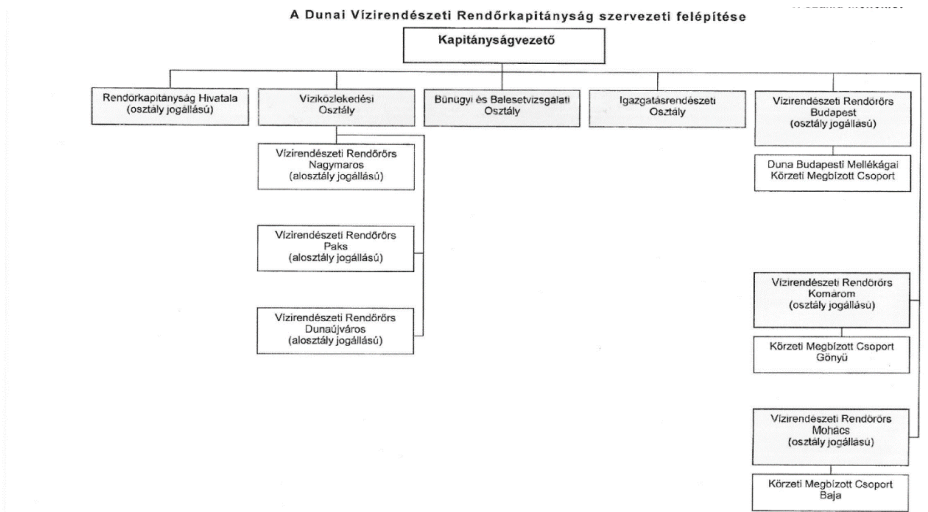 A Dunai Vízirendészeti Rendőrkapitányság szervezeti felépítése
Kapitányságvezető
Rendőrkapitányság Hivatala
(osztály jogállású)
Víziközlekedési
Osztály
Bűnügyi és Balesetvizsgálati
Osztály
Igazgatásrendészeti
Osztály
Vízirendészeti Rendőrörs
Budapest
(osztály jogállású)
Vízirendészeti Rendőrörs
Nagymaros
(alosztály jogállású)
Duna Budapesti Mellékágai
Körzeti Megbízott Csoport
Vízirendészeti Rendőrörs
Paks
(alosztály jogállású)
Vízirendészeti Rendőrörs
Komárom
(osztály jogállású)
Vízirendészeti Rendőrörs
Dunaújváros
(alosztály jogállású)
Körzeti Megbízott Csoport
Gönyű
Vízirendészeti Rendőrörs
Mohács
(osztály jogállású)
Körzeti Megbízott Csoport
Baja